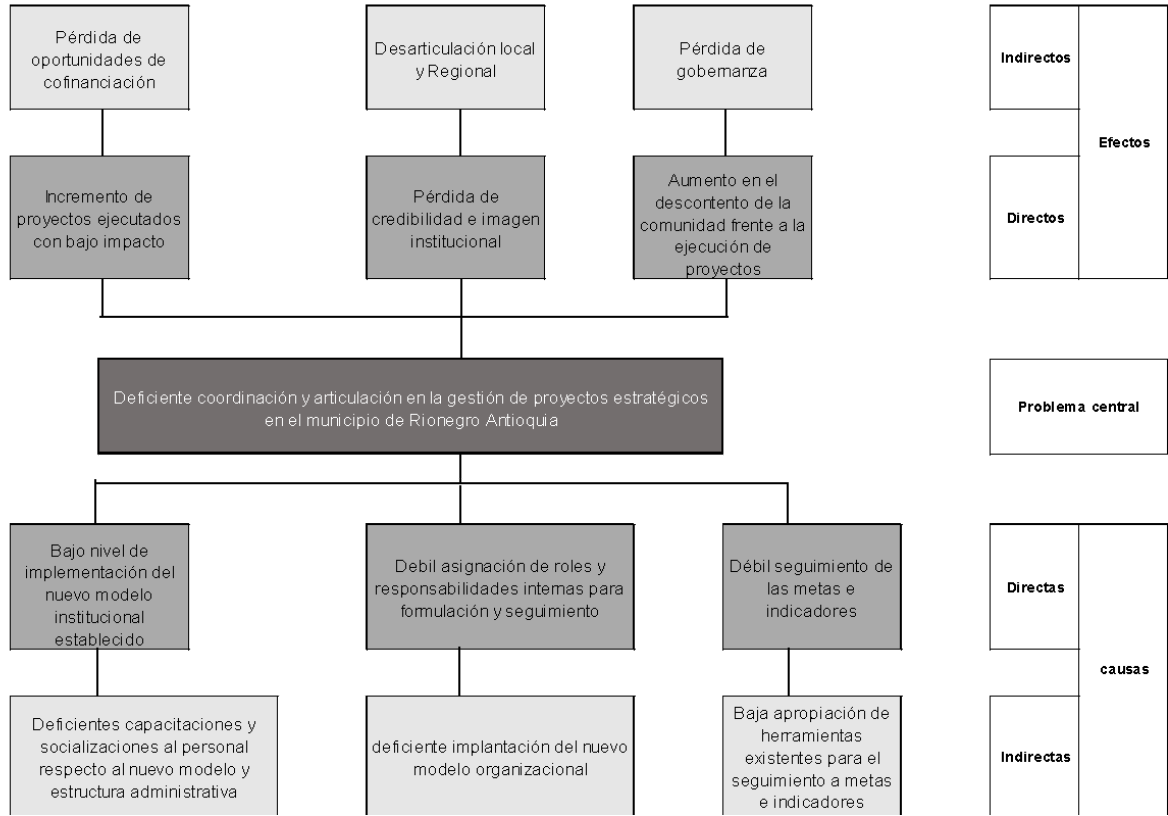 Pérdida de
oportunidades de
cofinanciación
Desarticulación local
y Regional
Pérdida de
gobernanza
Indirectos
Efectos
Incremento de
proyectos ejecutados
con bajo impacto
Pérdida de
credibilidad e imagen
institucional
Aumento en el
descontento de la
comunidad frente a la
ejecución de
proyectos
Directos
Deficiente coordinación y articulación en la gestión de proyectos estratégicos
en el municipio de Rionegro Antioquia
Problema central
Bajo nivel de
implementación del
nuevo modelo
institucional
establecido
Debil asignación de roles y
responsabilidades internas para
formulación y seguimiento
Débil seguimiento de
las metas e
indicadores
Directas
causas
Deficientes capacitaciones y
socializaciones al personal
respecto al nuevo modelo y
estructura administrativa
deficiente implantación del nuevo
modelo organizacional
Baja apropiación de
herramientas
existentes para el
seguimiento a metas
e indicadores
Indirectas